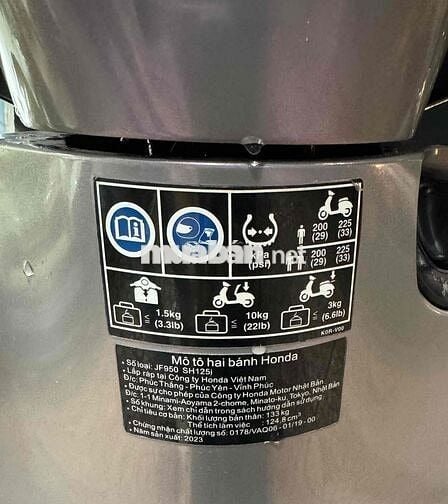 kPa
(psi)
200
(29)
225
(33)
200
(29)
225
(33)
1.5kg
(3.3lb)
10kg
(22lb)
3kg
(6.6lb)
K0R-V00
Mô tô hai bánh Honda
• Số loại: JF950 SH125i
• Lắp ráp tại Công ty Honda Việt Nam
Đ/c: Phúc Thắng - Phúc Yên - Vĩnh Phúc
• Được sự cho phép của Công ty Honda Motor Nhật Bản
Đ/c: 1-1 Minami-Aoyama 2-chome, Minato-ku, Tokyo, Nhật Bản
• Số khung: Xem chỉ dẫn trong sách hướng dẫn sử dụng
• Chỉ tiêu cơ bản: Khối lượng bản thân: 133 kg
Thể tích làm việc: 124,8 cm³
• Chứng nhận chất lượng số: 0178/VAQ06 - 01/19 - 00
• Năm sản xuất: 2023